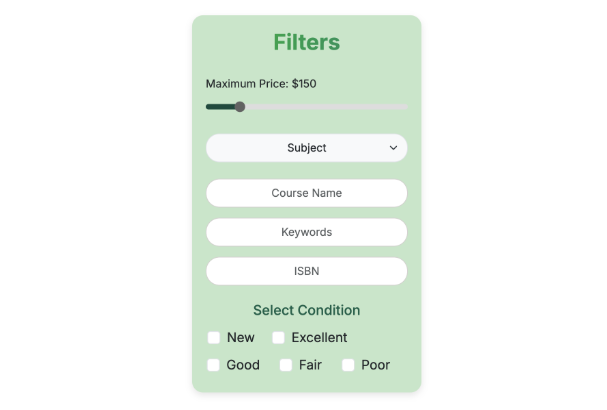 Filters
Maximum Price: $150
Subject
Course Name
Keywords
ISBN
Select Condition
New Excellent
Good Fair Poor